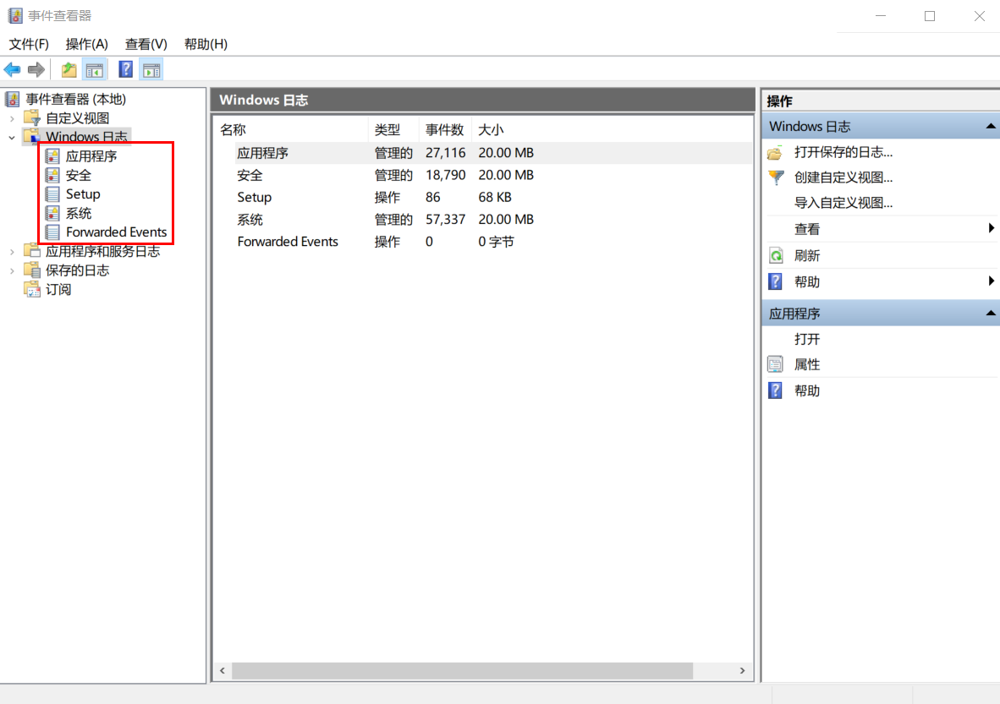 事件查看器
文件(F) 操作(A) 查看(V) 帮助(H)
事件查看器 (本地)
自定义视图
Windows 日志
应用程序
安全
Setup
系统
Forwarded Events
应用程序和服务日志
保存的日志
订阅
Windows 日志
名称 类型 事件数 大小
应用程序 管理的 27,116 20.00 MB
安全 管理的 18,790 20.00 MB
Setup 操作 86 68 KB
系统 管理的 57,337 20.00 MB
Forwarded Events 操作 0 0 字节
操作
Windows 日志
打开保存的日志...
创建自定义视图...
导入自定义视图...
查看
刷新
帮助
应用程序
打开
属性
帮助